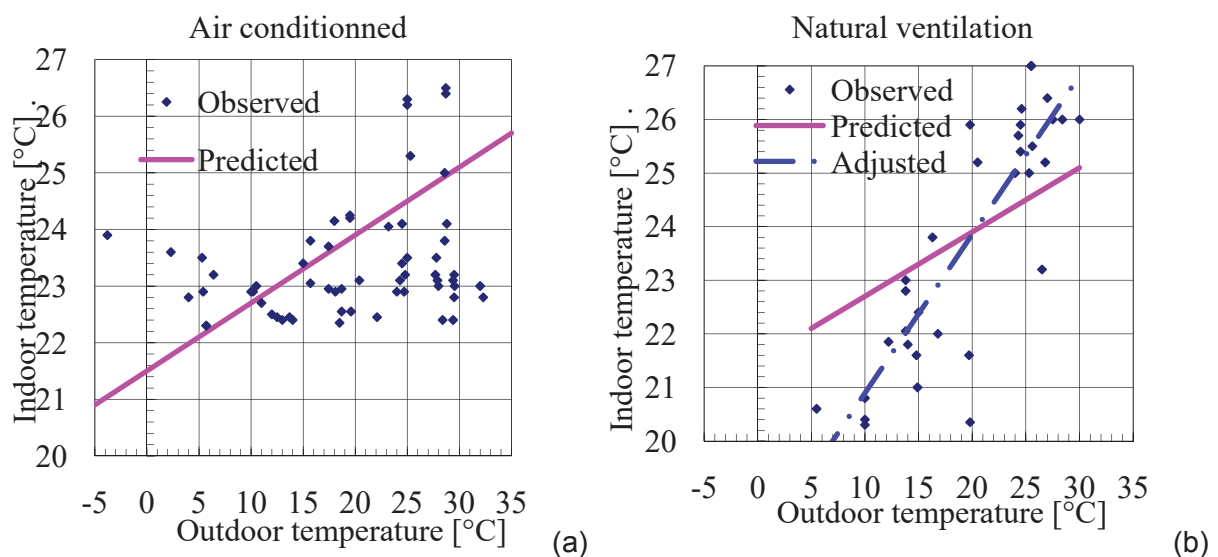 Air conditionned
27
26
25
24
23
22
21
20
Indoor temperature [°C] .
Observed
Predicted
-5 0 5 10 15 20 25 30 35
Outdoor temperature [°C]
(a)
Natural ventilation
27
26
25
24
23
22
21
20
Indoor temperature [°C] .
Observed
Predicted
Adjusted
-5 0 5 10 15 20 25 30 35
Outdoor temperature [°C]
(b)